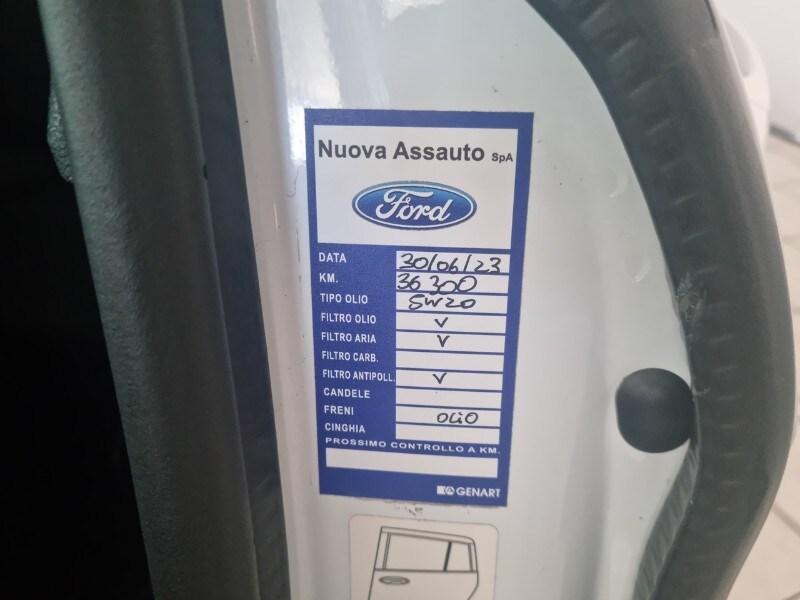 Nuova Assauto SpA
Ford
DATA 30/06/23
KM. 36300
TIPO OLIO 5W20
FILTRO OLIO V
FILTRO ARIA V
FILTRO CARB.
FILTRO ANTIPOLL. V
CANDELE
FRENI OLIO
CINGHIA
PROSSIMO CONTROLLO A KM.
GENART